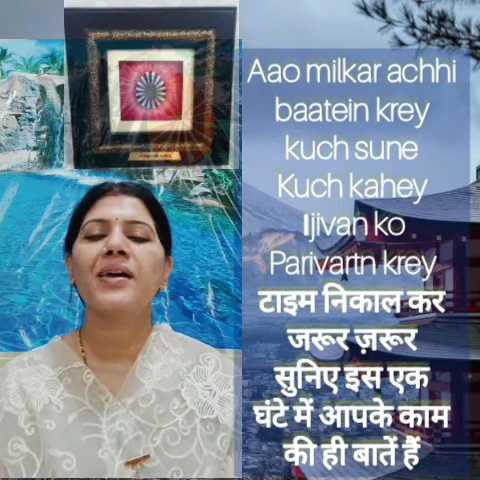 Aao milkar achhi
baatein krey
kuch sune
Kuch kahey
Ijivan ko
Parivartn krey
टाइम निकाल कर
जरूर ज़रूर
सुनिए इस एक
घंटे में आपके काम
की ही बातें हैं